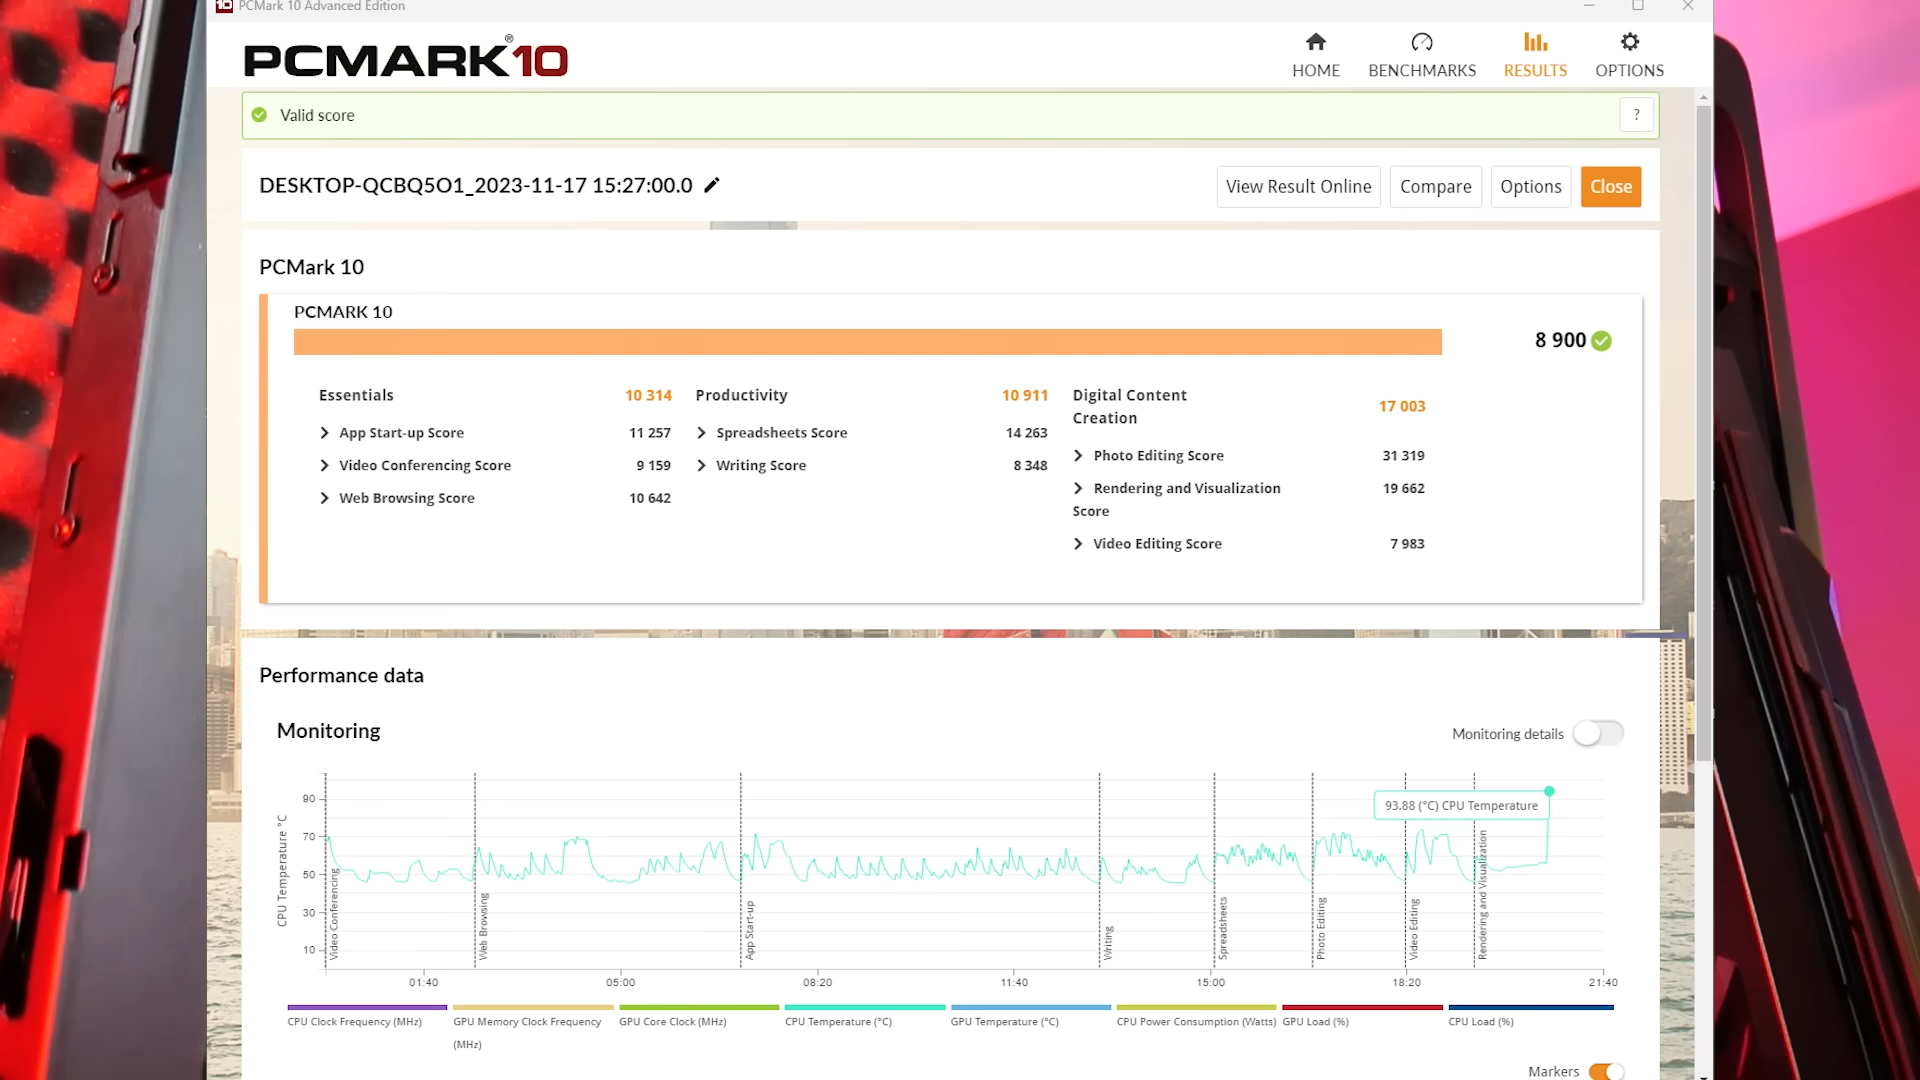 PCMark 10 Advanced Edition
PCMARK®10
HOME
BENCHMARKS
RESULTS
OPTIONS
Valid score
?
DESKTOP-QCBQ5O1_2023-11-17 15:27:00.0
View Result Online
Compare
Options
Close
PCMark 10
PCMARK 10
8 900
Essentials 10 314
App Start-up Score 11 257
Video Conferencing Score 9 159
Web Browsing Score 10 642
Productivity 10 911
Spreadsheets Score 14 263
Writing Score 8 348
Digital Content
Creation
17 003
Photo Editing Score 31 319
Rendering and Visualization
Score
19 662
Video Editing Score 7 983
Performance data
Monitoring
Monitoring details
CPU Temperature °C
90
70
50
30
10
93.88 (°C) CPU Temperature
Video Conferencing
Web Browsing
App Start-up
Writing
Spreadsheets
Photo Editing
Video Editing
Rendering and Visualization
01:40
05:00
08:20
11:40
15:00
18:20
21:40
CPU Clock Frequency (MHz)
GPU Memory Clock Frequency
(MHz)
GPU Core Clock (MHz)
CPU Temperature (°C)
GPU Temperature (°C)
CPU Power Consumption (Watts)
GPU Load (%)
CPU Load (%)
Markers